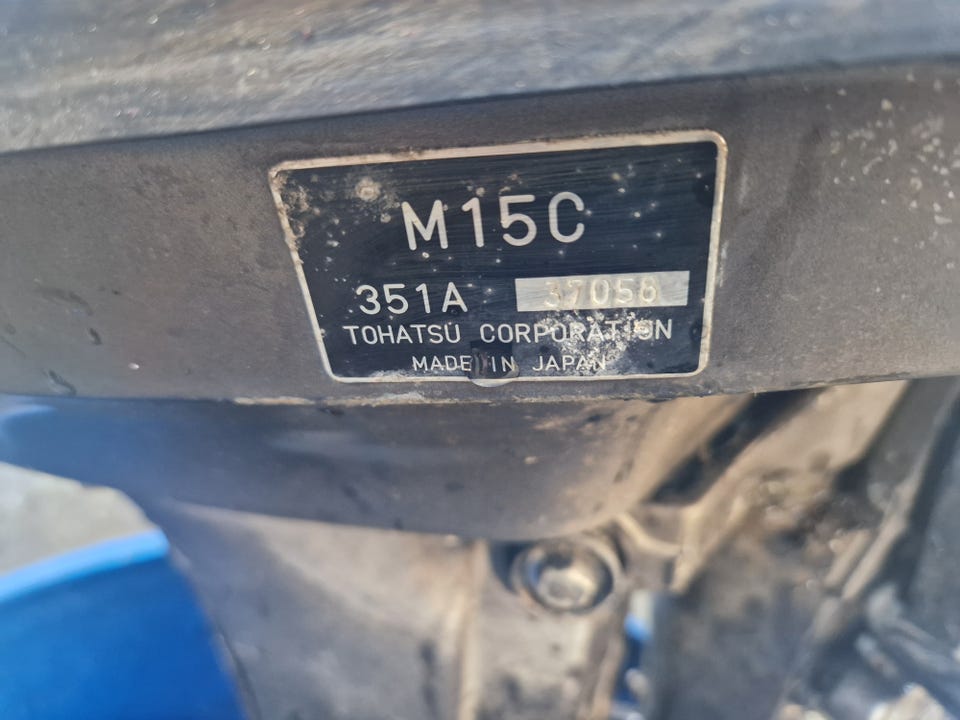 M15C
351A 37056
TOHATSU CORPORATION
MADE IN JAPAN